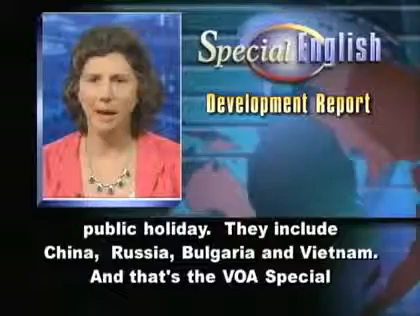 Special English
Development Report
public holiday. They include
China, Russia, Bulgaria and Vietnam.
And that's the VOA Special